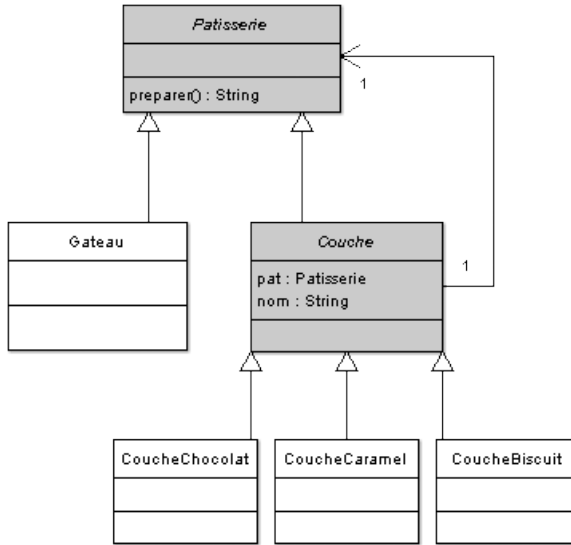 Patisserie
preparer() : String
1
Gateau
Couche
pat : Patisserie
nom : String
1
CoucheChocolat
CoucheCaramel
CoucheBiscuit